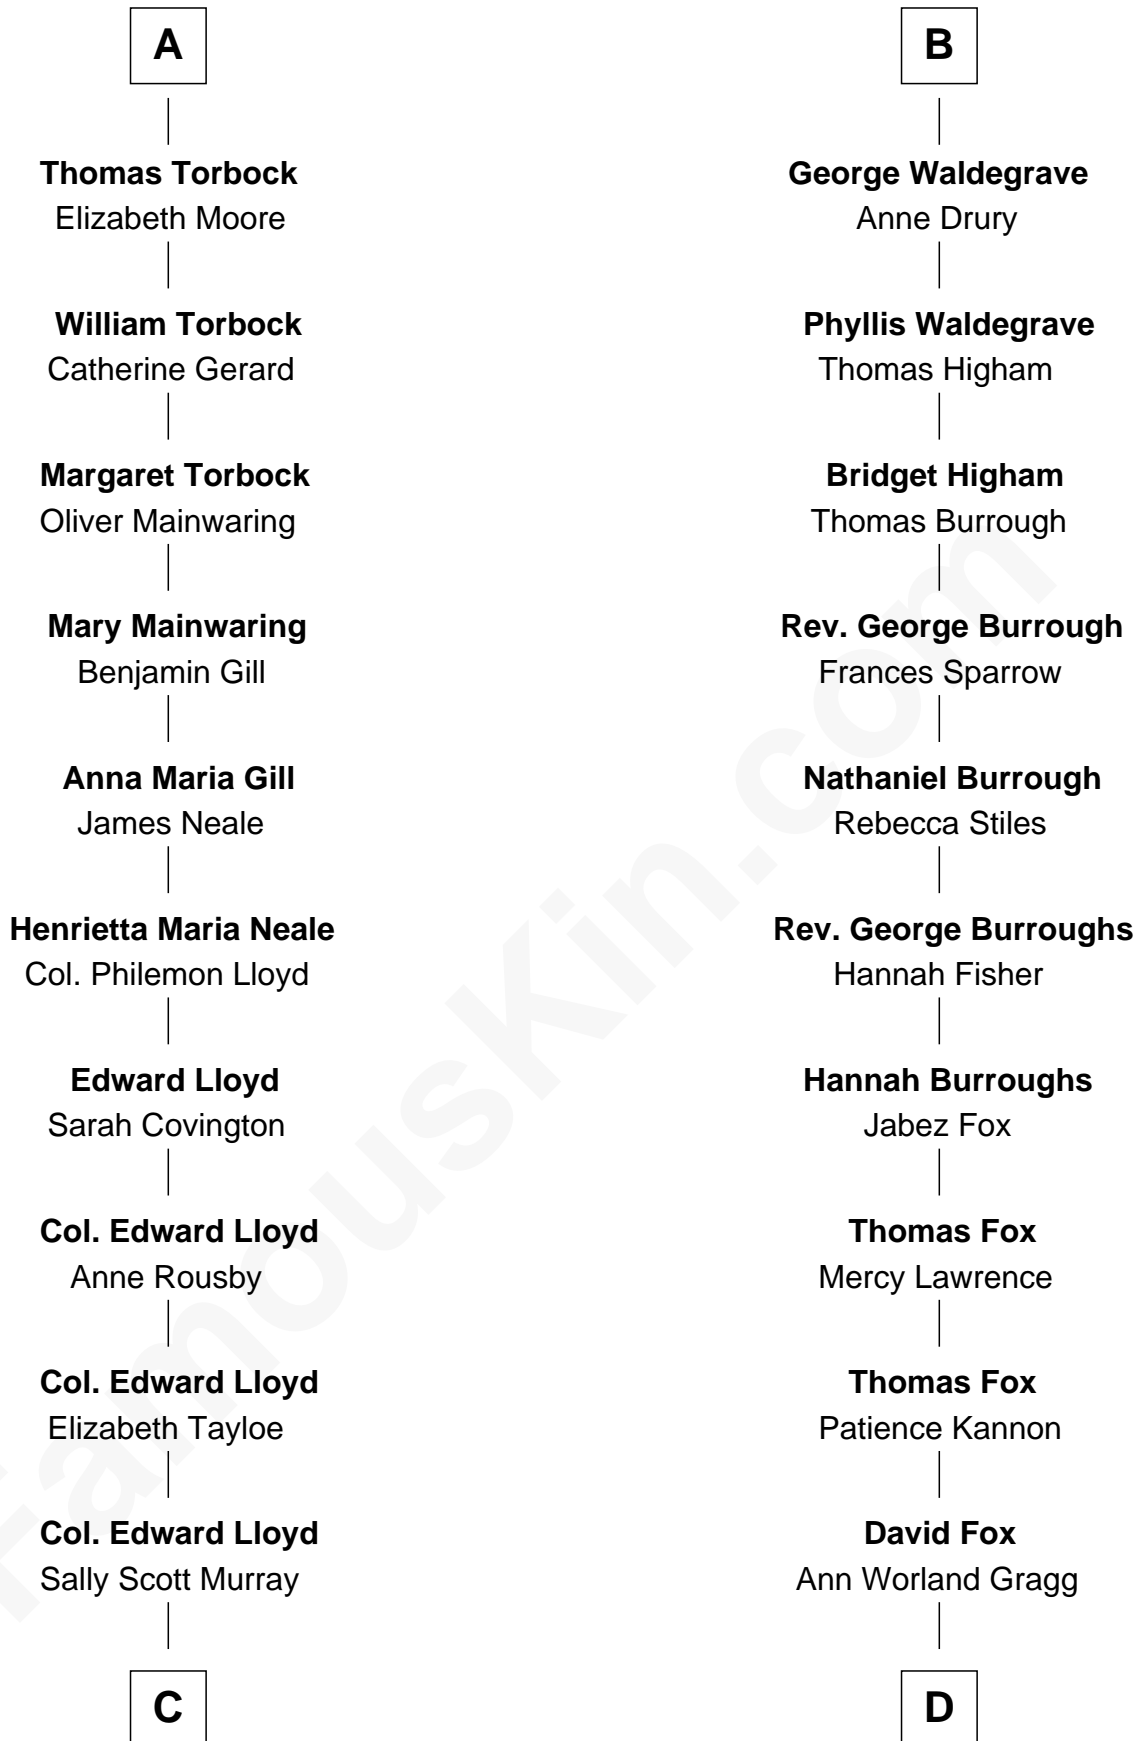 A
Thomas Torbock
Elizabeth Moore
William Torbock
Catherine Gerard
Margaret Torbock
Oliver Mainwaring
Mary Mainwaring
Benjamin Gill
Anna Maria Gill
James Neale
Henrietta Maria Neale
Col. Philemon Lloyd
Edward Lloyd
Sarah Covington
Col. Edward Lloyd
Anne Rousby
Col. Edward Lloyd
Elizabeth Tayloe
Col. Edward Lloyd
Sally Scott Murray
C
B
George Waldegrave
Anne Drury
Phyllis Waldegrave
Thomas Higham
Bridget Higham
Thomas Burrough
Rev. George Burrough
Frances Sparrow
Nathaniel Burrough
Rebecca Stiles
Rev. George Burroughs
Hannah Fisher
Hannah Burroughs
Jabez Fox
Thomas Fox
Mercy Lawrence
Thomas Fox
Patience Kannon
David Fox
Ann Worland Gragg
D
FamousKin.com